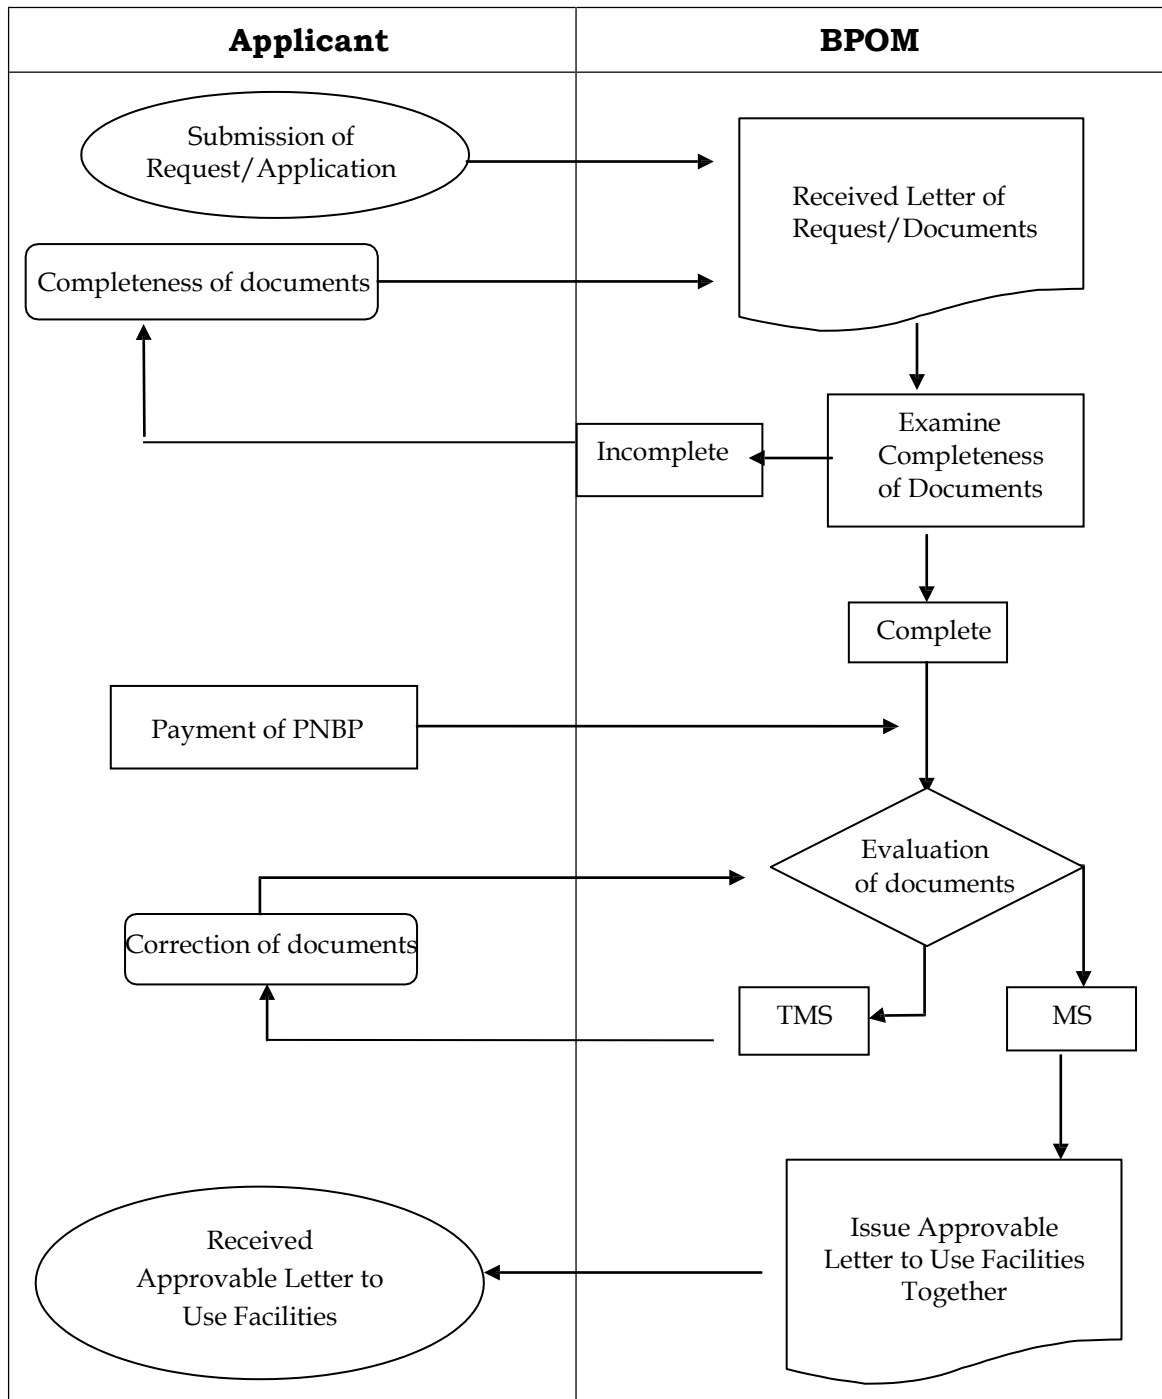 Applicant
BPOM
Submission of
Request/Application
Received Letter of
Request/Documents
Completeness of documents
Examine
Completeness
of Documents
Incomplete
Complete
Payment of PNBP
Evaluation
of documents
Correction of documents
TMS
MS
Issue Approvable
Letter to Use Facilities
Together
Received
Approvable Letter to
Use Facilities